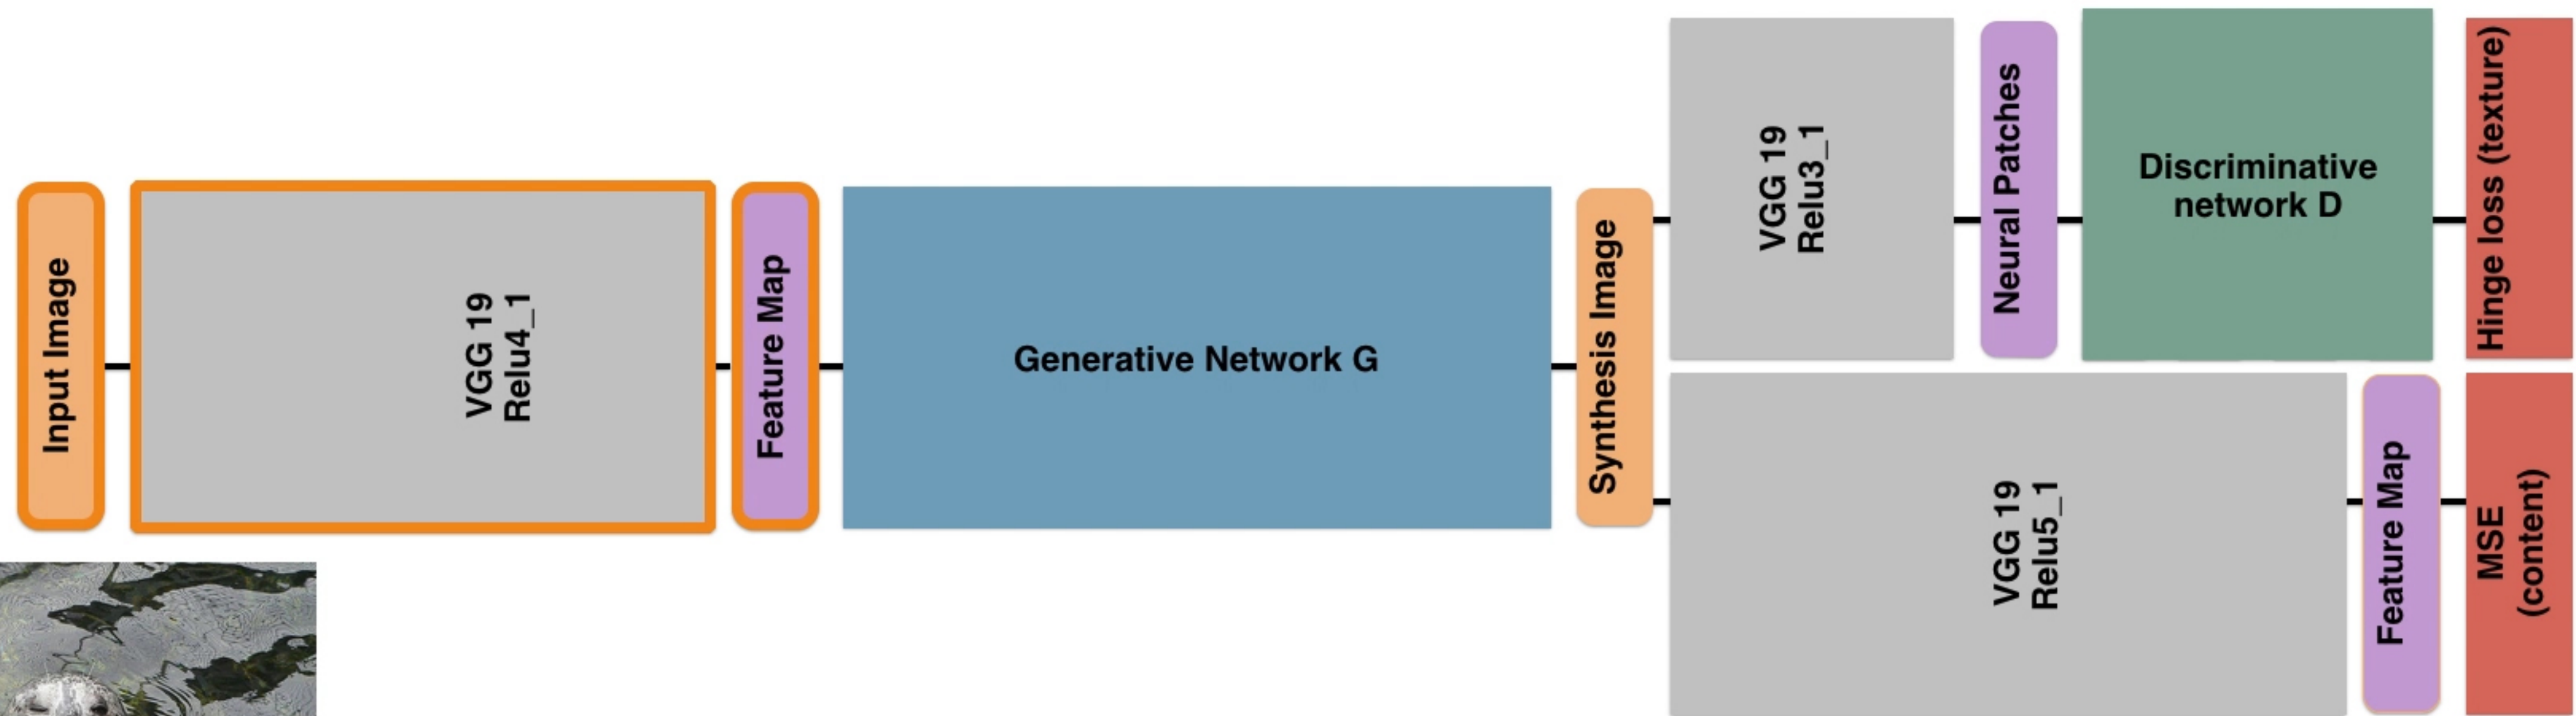 Input Image
VGG 19
Relu4_1
Feature Map
Generative Network G
Synthesis Image
VGG 19
Relu3_1
Neural Patches
Discriminative
network D
Hinge loss (texture)
VGG 19
Relu5_1
Feature Map
MSE
(content)